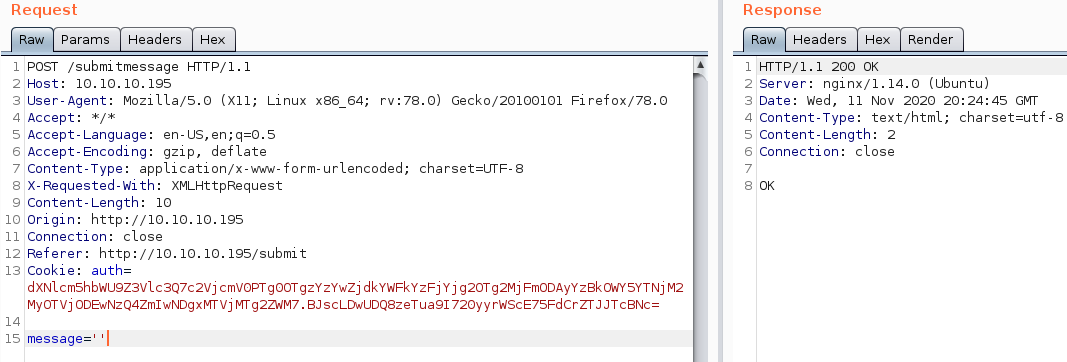 Request
Raw Params Headers Hex
1 POST /submitmessage HTTP/1.1
2 Host: 10.10.10.195
3 User-Agent: Mozilla/5.0 (X11; Linux x86_64; rv:78.0) Gecko/20100101 Firefox/78.0
4 Accept: */*
5 Accept-Language: en-US,en;q=0.5
6 Accept-Encoding: gzip, deflate
7 Content-Type: application/x-www-form-urlencoded; charset=UTF-8
8 X-Requested-With: XMLHttpRequest
9 Content-Length: 10
10 Origin: http://10.10.10.195
11 Connection: close
12 Referer: http://10.10.10.195/submit
13 Cookie: auth=
dXNlcm5hbWU9Z3Vlc3Q7c2VjcmV0PTg0OTgzYzYwZjdkYWFkYzFjYjg2OTg2MjFmODAyYzBkOWY5YTNjM2
MyOTVjODEwNzQ4ZmIwNDgxMTVjMTg2ZWM7.BJscLDwUDQ8zeTua9I720yyrWScE75FdCrZTJJTcBNc=
14
15 message=''
Response
Raw Headers Hex Render
1 HTTP/1.1 200 OK
2 Server: nginx/1.14.0 (Ubuntu)
3 Date: Wed, 11 Nov 2020 20:24:45 GMT
4 Content-Type: text/html; charset=utf-8
5 Content-Length: 2
6 Connection: close
7
8 OK